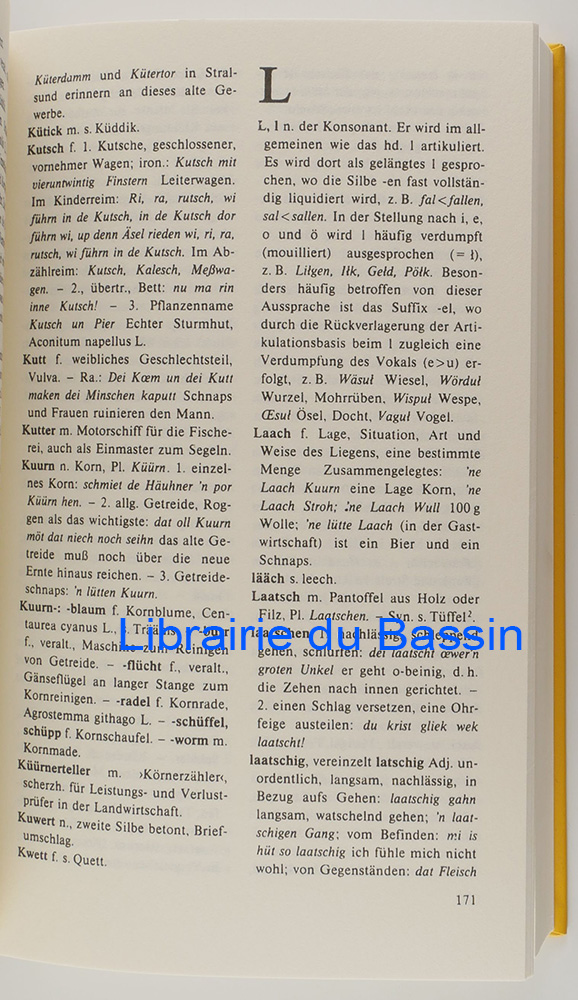 Küterdamm und Kütertor in Stral-
sund erinnern an dieses alte Ge-
werbe.
Kütick m. s. Küddik.
Kutsch f. 1. Kutsche, geschlossener,
vornehmer Wagen; iron.: Kutsch mit
vieruntwintig Finstern Leiterwagen.
Im Kinderreim: Ri, ra, rutsch, wi
führn in de Kutsch, in de Kutsch dor
führn wi, up denn Äsel rieden wi, ri, ra,
rutsch, wi führn in de Kutsch. Im Ab-
zählreim: Kutsch, Kalesch, Meßwa-
gen. – 2., übertr., Bett: nu ma rin
inne Kutsch! – 3. Pflanzenname
Kutsch un Pier Echter Sturmhut,
Aconitum napellus L.
Kutt f. weibliches Geschlechtsteil,
Vulva. – Ra.: Dei Kœm un dei Kutt
maken dei Minschen kaputt Schnaps
und Frauen ruinieren den Mann.
Kutter m. Motorschiff für die Fische-
rei, auch als Einmaster zum Segeln.
Kuurn n. Korn, Pl. Küürn. 1. einzel-
nes Korn: schmiet de Häuhner 'n por
Küürn hen. – 2. allg. Getreide, Rog-
gen als das wichtigste: dat oll Kuurn
möt dat niech noch seihn das alte Ge-
treide muß noch über die neue
Ernte hinaus reichen. – 3. Getreide-
schnaps: 'n lütten Kuurn.
Kuurn-: -blaum f. Kornblume, Cen-
taurea cyanus L.,
f., veralt., Maschine zum Reinigen
von Getreide. – -flücht f., veralt.,
Gänseflügel an langer Stange zum
Kornreinigen. – -radel f. Kornrade,
Agrostemma githago L. – -schüffel,
schüpp f. Kornschaufel. – -worm m.
Kornmade.
Küürnerteller m. ›Körnerzähler‹,
scherzh. für Leistungs- und Verlust-
prüfer in der Landwirtschaft.
Kuwert n., zweite Silbe betont, Brief-
umschlag.
Kwett f. s. Quett.
L
L, l n. der Konsonant. Er wird im all-
gemeinen wie das hd. l artikuliert.
Es wird dort als gelängtes l gespro-
chen, wo die Silbe -en fast vollstän-
dig liquidiert wird, z. B. fal<fallen,
sal<sallen. In der Stellung nach i, e,
o und ö wird l häufig verdumpft
(mouilliert) ausgesprochen (= ł),
z. B. Liłgen, Iłk, Gełd, Pölk. Beson-
ders häufig betroffen von dieser
Aussprache ist das Suffix -el, wo
durch die Rückverlagerung der Arti-
kulationsbasis beim l zugleich eine
Verdumpfung des Vokals (e>u) er-
folgt, z. B. Wäsuł Wiesel, Wörduł
Wurzel, Mohrrüben, Wispuł Wespe,
Œsuł Ösel, Docht, Vaguł Vogel.
Laach f. Lage, Situation, Art und
Weise des Liegens, eine bestimmte
Menge Zusammengelegtes: 'ne
Laach Kuurn eine Lage Korn, 'ne
Laach Stroh; 'ne Laach Wull 100 g
Wolle; 'ne lütte Laach (in der Gast-
wirtschaft) ist ein Bier und ein
Schnaps.
lääch s. leech.
Laatsch m. Pantoffel aus Holz oder
Filz, Pl. Laatschen. – Syn. s. Tüffel².
laatschen nachlässig, schleppend
gehen, schlurfen: dei laatscht œwer'n
groten Unkel er geht o-beinig, d. h.
die Zehen nach innen gerichtet. –
2. einen Schlag versetzen, eine Ohr-
feige austeilen: du krist gliek wek
laatscht!
laatschig, vereinzelt latschig Adj. un-
ordentlich, langsam, nachlässig, in
Bezug aufs Gehen: laatschig gahn
langsam, watschelnd gehen; 'n laat-
schigen Gang; vom Befinden: mi is
hüt so laatschig ich fühle mich nicht
wohl; von Gegenständen: dat Fleisch
171
Librairie du Bassin